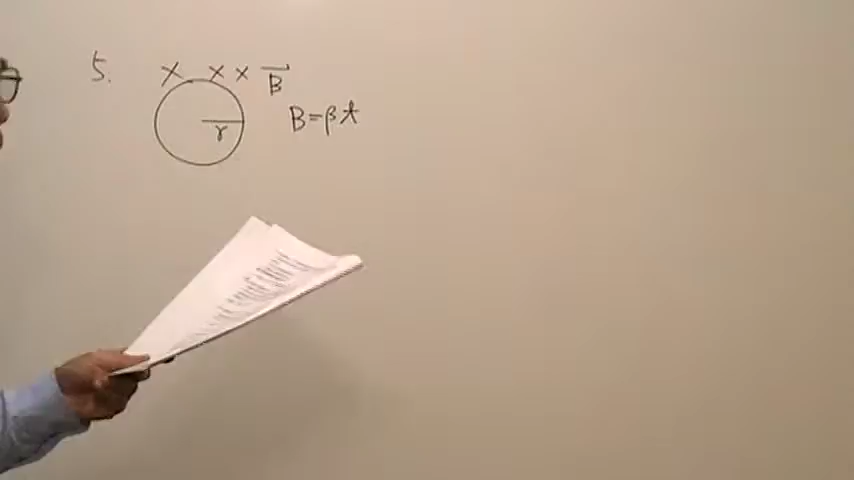 5. × × × B⃗
r B=βt